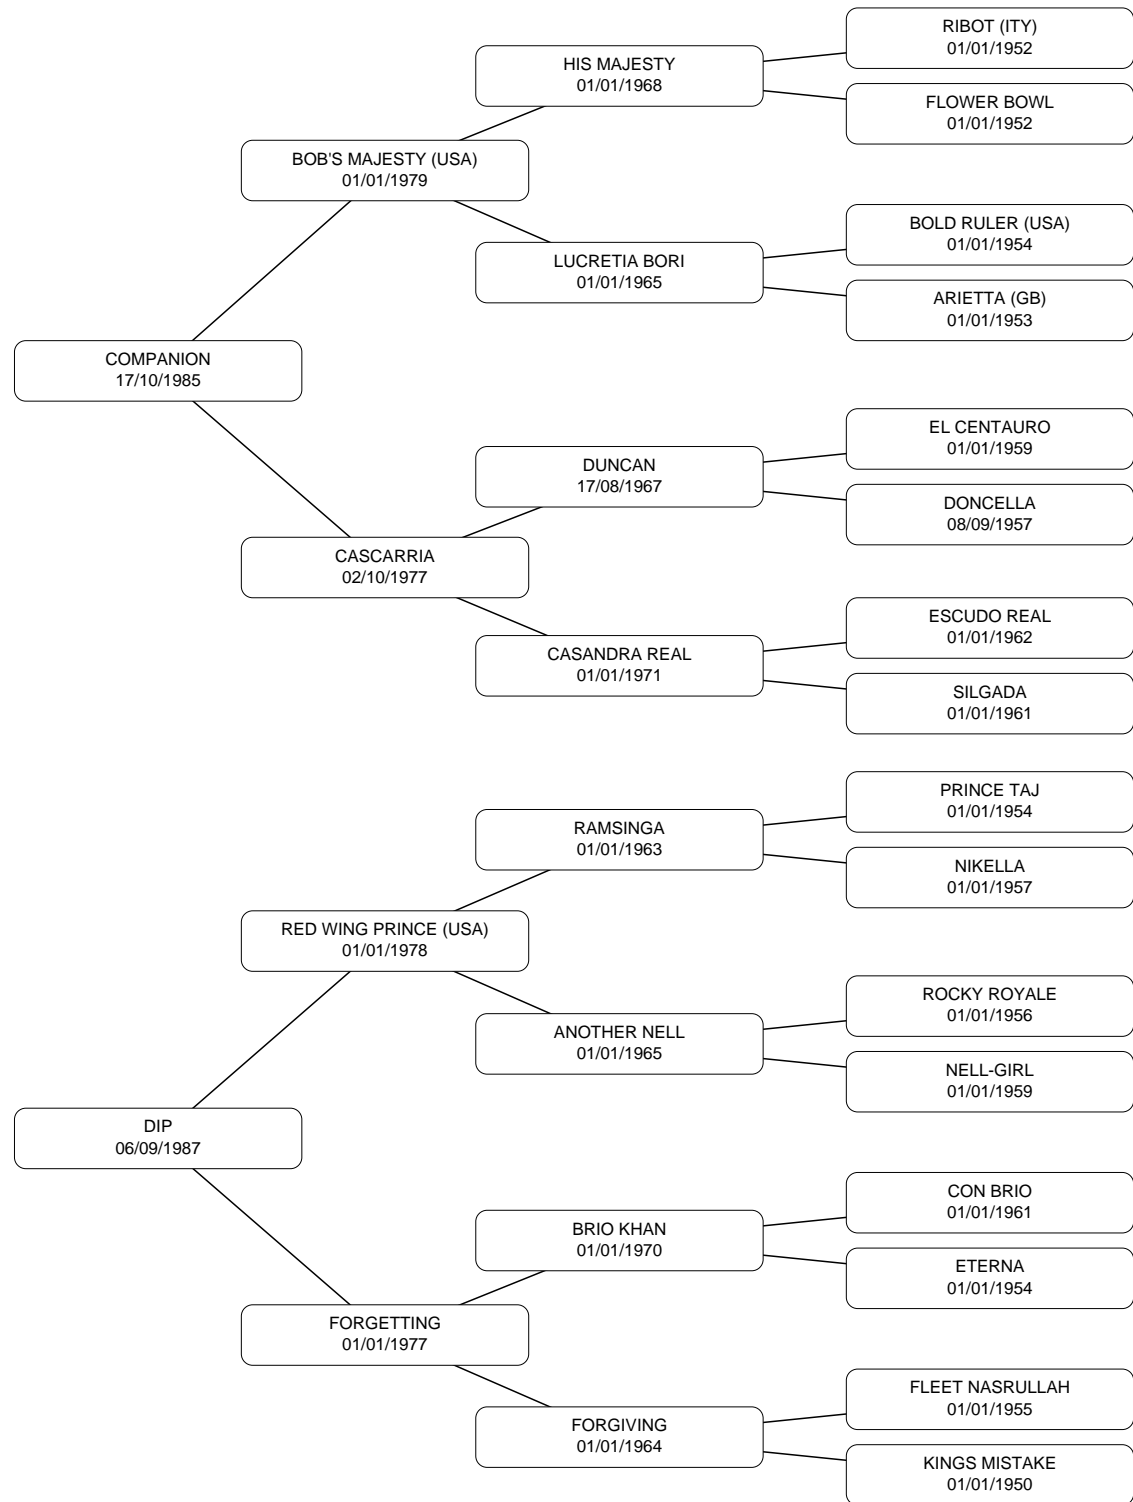 RIBOT (ITY)
01/01/1952
HIS MAJESTY
01/01/1968
FLOWER BOWL
01/01/1952
BOB'S MAJESTY (USA)
01/01/1979
BOLD RULER (USA)
01/01/1954
LUCRETIA BORI
01/01/1965
ARIETTA (GB)
01/01/1953
COMPANION
17/10/1985
EL CENTAURO
01/01/1959
DUNCAN
17/08/1967
DONCELLA
08/09/1957
CASCARRIA
02/10/1977
ESCUDO REAL
01/01/1962
CASANDRA REAL
01/01/1971
SILGADA
01/01/1961
PRINCE TAJ
01/01/1954
RAMSINGA
01/01/1963
NIKELLA
01/01/1957
RED WING PRINCE (USA)
01/01/1978
ROCKY ROYALE
01/01/1956
ANOTHER NELL
01/01/1965
NELL-GIRL
01/01/1959
DIP
06/09/1987
CON BRIO
01/01/1961
BRIO KHAN
01/01/1970
ETERNA
01/01/1954
FORGETTING
01/01/1977
FLEET NASRULLAH
01/01/1955
FORGIVING
01/01/1964
KINGS MISTAKE
01/01/1950